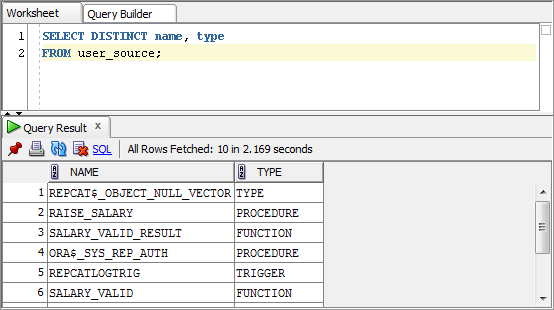 Worksheet Query Builder
1 SELECT DISTINCT name, type
2 FROM user_source;
Query Result x
SQL All Rows Fetched: 10 in 2.169 seconds
NAME TYPE
1 REPCAT$_OBJECT_NULL_VECTOR TYPE
2 RAISE_SALARY PROCEDURE
3 SALARY_VALID_RESULT FUNCTION
4 ORA$_SYS_REP_AUTH PROCEDURE
5 REPCATLOGTRIG TRIGGER
6 SALARY_VALID FUNCTION